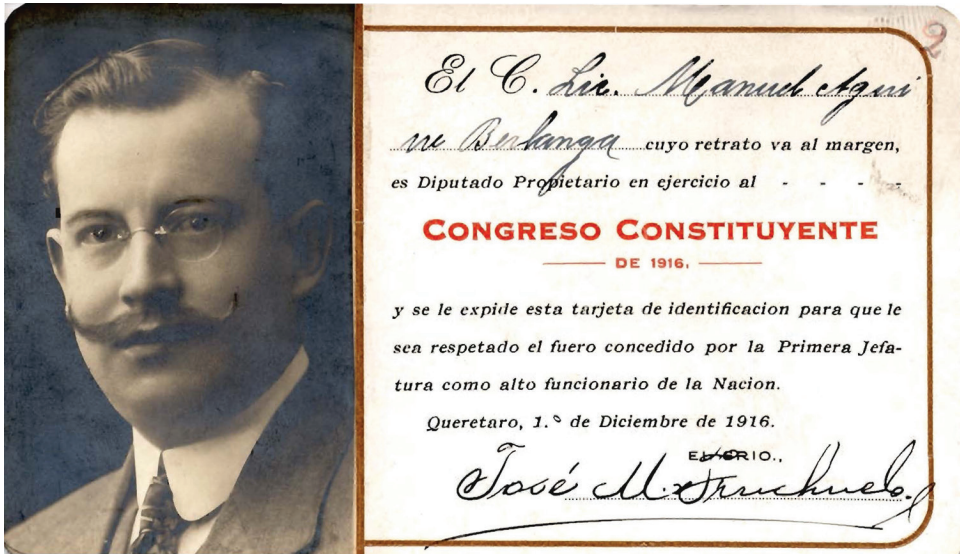 2
El C. Lic. Manuel Agui
rre Berlanga cuyo retrato va al margen,
es Diputado Propietario en ejercicio al - - - -
CONGRESO CONSTITUYENTE
DE 1916.
y se le expide esta tarjeta de identificacion para que le
sea respetado el fuero concedido por la Primera Jefa-
tura como alto funcionario de la Nacion.
Queretaro, 1.º de Diciembre de 1916.
EL SRIO.,
José M. Truchuelo.